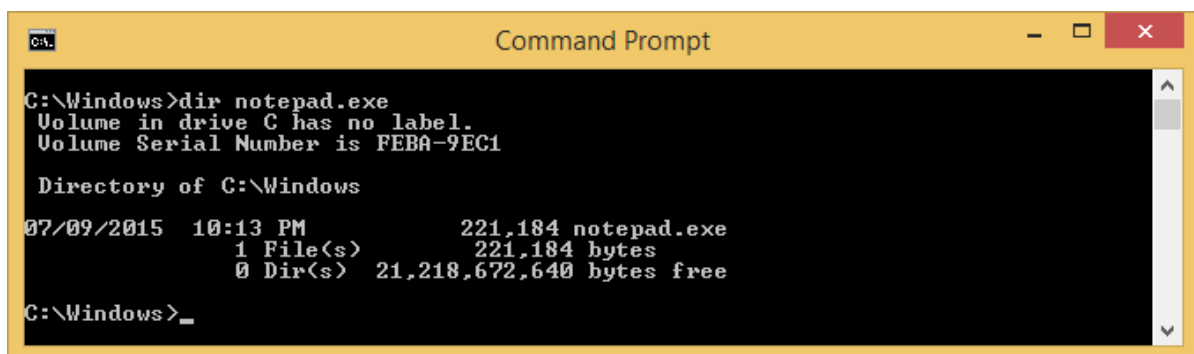 C:\.
Command Prompt
C:\Windows>dir notepad.exe
 Volume in drive C has no label.
 Volume Serial Number is FEBA-9EC1
 Directory of C:\Windows
07/09/2015  10:13 PM           221,184 notepad.exe
               1 File(s)        221,184 bytes
               0 Dir(s)  21,218,672,640 bytes free
C:\Windows>_